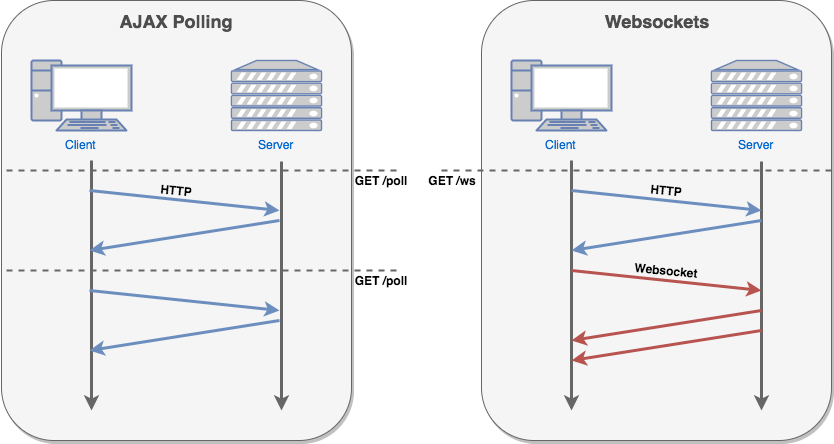 AJAX Polling
Client
Server
GET /poll
HTTP
GET /poll
Websockets
Client
Server
GET /ws
HTTP
Websocket